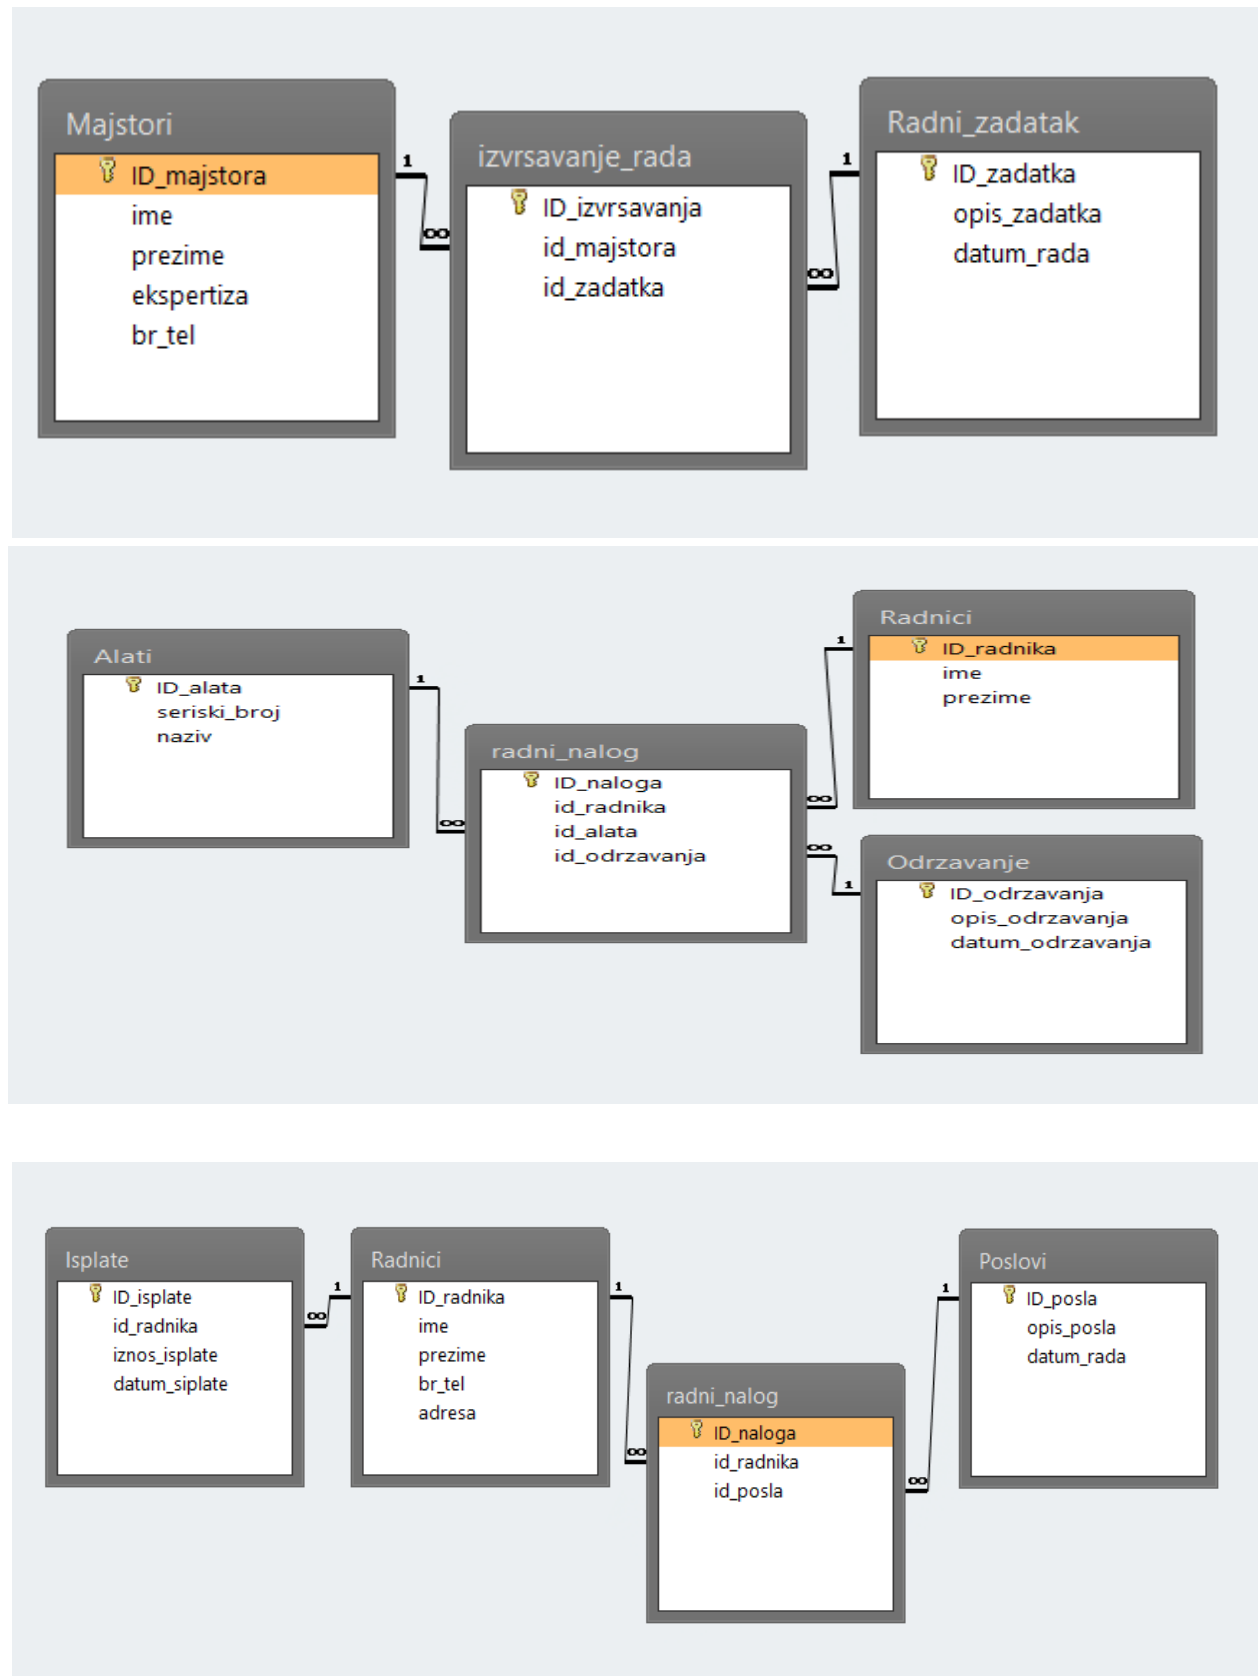 Majstori
ID_majstora
ime
prezime
ekspertiza
br_tel
1
∞
izvrsavanje_rada
ID_izvrsavanja
id_majstora
id_zadatka
1
∞
Radni_zadatak
ID_zadatka
opis_zadatka
datum_rada
Alati
ID_alata
seriski_broj
naziv
1
∞
radni_nalog
ID_naloga
id_radnika
id_alata
id_odrzavanja
1
∞
Radnici
ID_radnika
ime
prezime
∞
1
Odrzavanje
ID_odrzavanja
opis_odrzavanja
datum_odrzavanja
Isplate
ID_isplate
id_radnika
iznos_isplate
datum_siplate
1
∞
Radnici
ID_radnika
ime
prezime
br_tel
adresa
1
∞
radni_nalog
ID_naloga
id_radnika
id_posla
1
∞
Poslovi
ID_posla
opis_posla
datum_rada